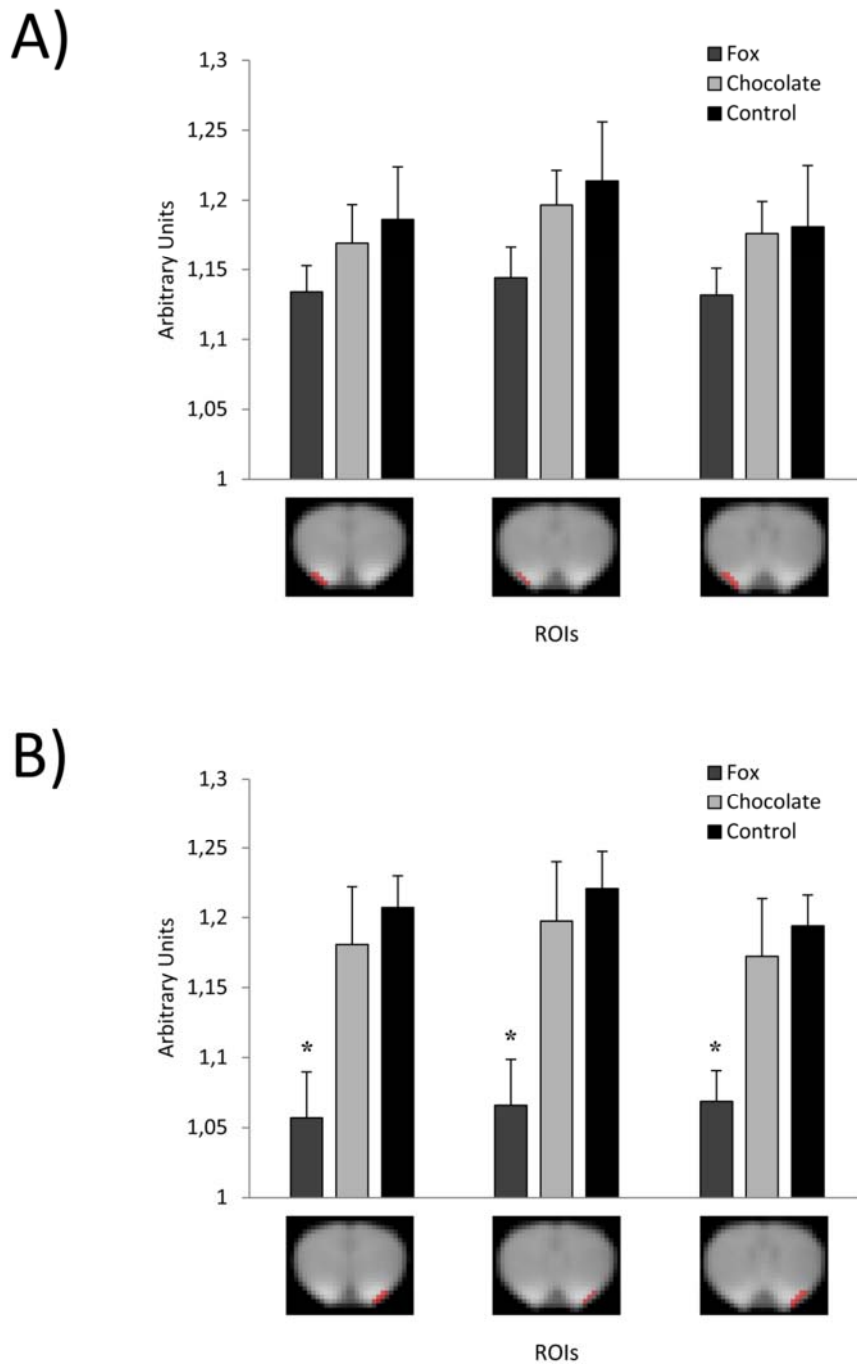 A)
1,3
1,25
1,2
1,15
1,1
1,05
1
Arbitrary Units
Fox
Chocolate
Control
ROIs
B)
1,3
1,25
1,2
1,15
1,1
1,05
1
Arbitrary Units
Fox
Chocolate
Control
* * *
ROIs